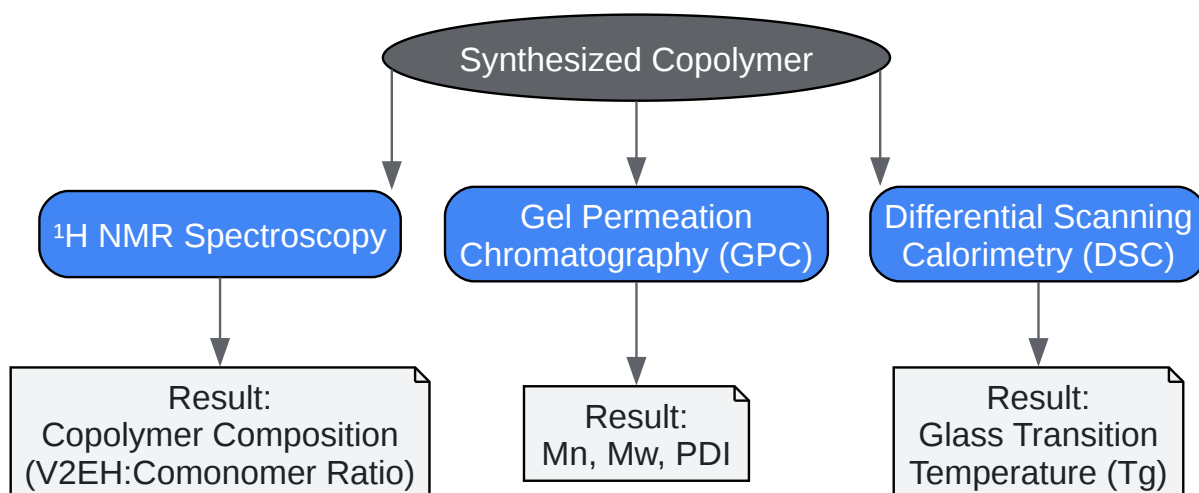 Synthesized Copolymer
¹H NMR Spectroscopy
Gel Permeation
Chromatography (GPC)
Differential Scanning
Calorimetry (DSC)
Result:
Copolymer Composition
(V2EH:Comonomer Ratio)
Result:
Mn, Mw, PDI
Result:
Glass Transition
Temperature (Tg)